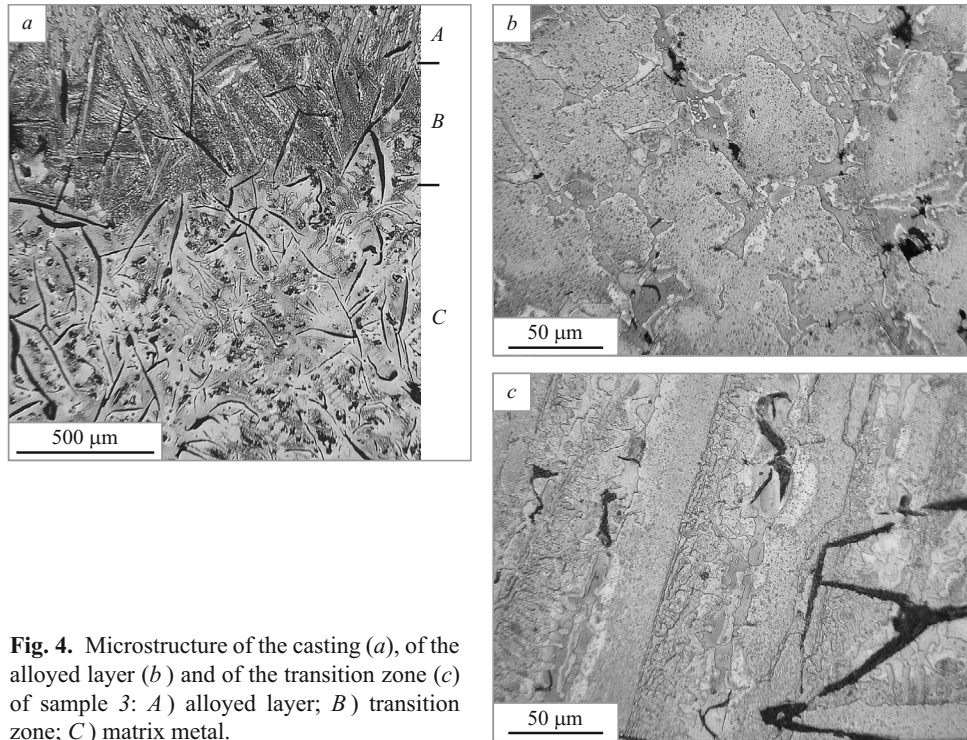 a
A
B
C
500 μm
b
50 μm
c
50 μm
Fig. 4. Microstructure of the casting (a), of the
alloyed layer (b) and of the transition zone (c)
of sample 3: A) alloyed layer; B) transition
zone; C) matrix metal.